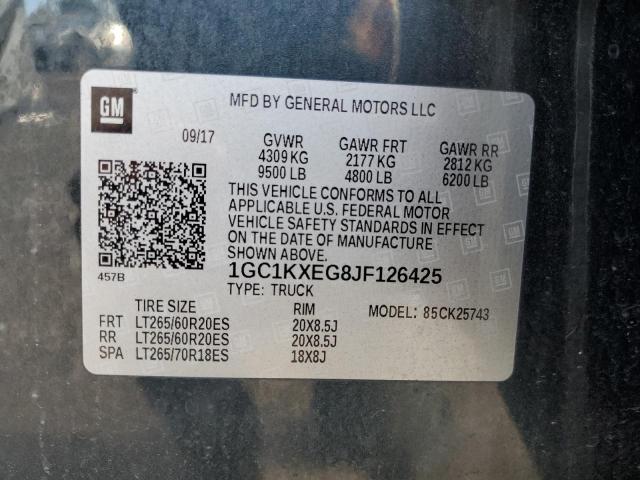 GM
MFD BY GENERAL MOTORS LLC
09/17 GVWR GAWR FRT GAWR RR
4309 KG 2177 KG 2812 KG
9500 LB 4800 LB 6200 LB
THIS VEHICLE CONFORMS TO ALL
APPLICABLE U.S. FEDERAL MOTOR
VEHICLE SAFETY STANDARDS IN EFFECT
ON THE DATE OF MANUFACTURE
SHOWN ABOVE.
457B
1GC1KXEG8JF126425
TYPE: TRUCK
TIRE SIZE RIM MODEL: 85CK25743
FRT LT265/60R20ES 20X8.5J
RR LT265/60R20ES 20X8.5J
SPA LT265/70R18ES 18X8J